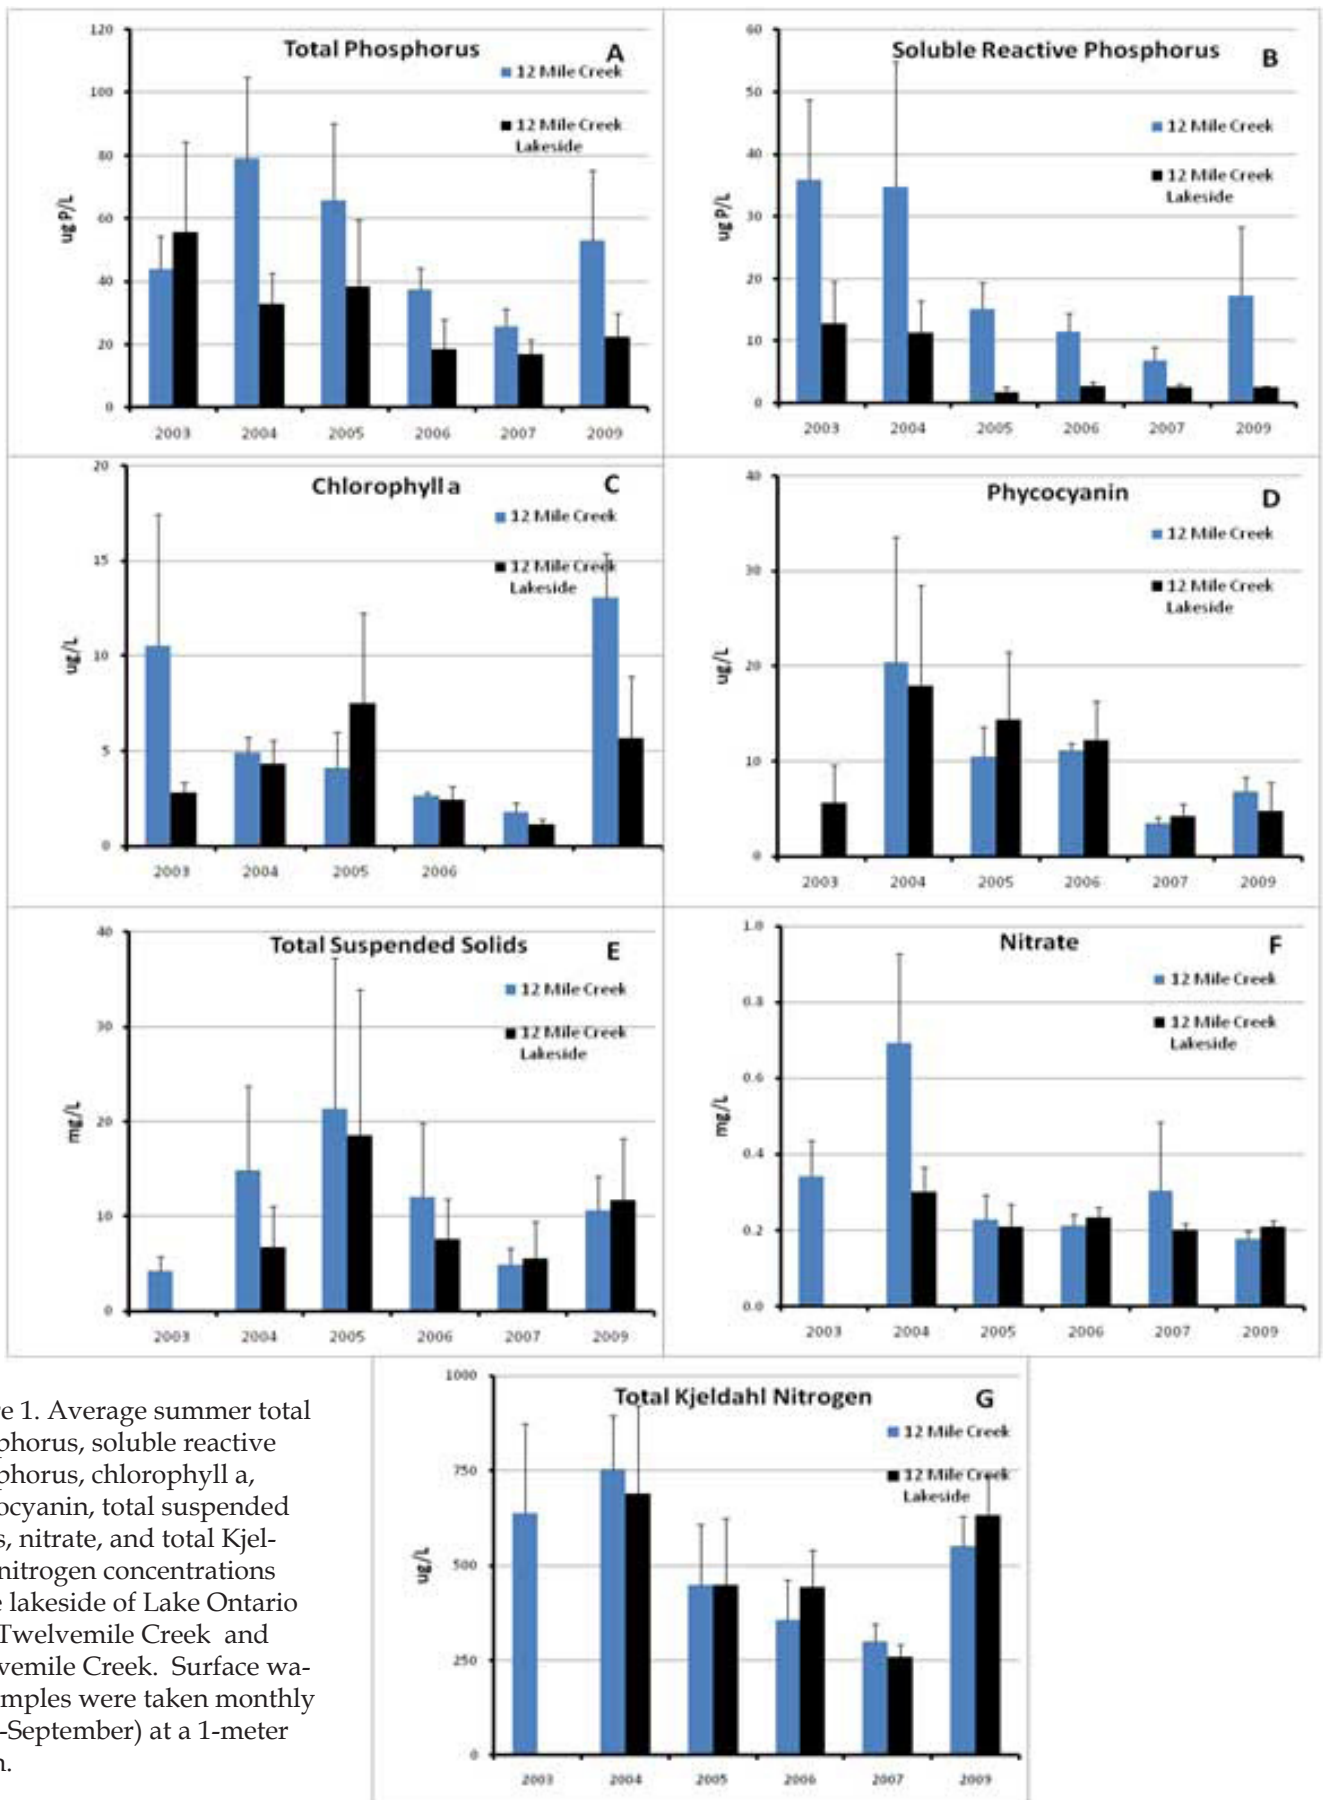 Total Phosphorus
A
12 Mile Creek
12 Mile Creek
Lakeside
ug P/L
120
100
80
60
40
20
0
2003 2004 2005 2006 2007 2009
Soluble Reactive Phosphorus
B
12 Mile Creek
12 Mile Creek
Lakeside
ug P/L
60
50
40
30
20
10
0
2003 2004 2005 2006 2007 2009
Chlorophyll a
C
12 Mile Creek
12 Mile Creek
Lakeside
ug/L
20
15
10
5
0
2003 2004 2005 2006
Phycocyanin
D
12 Mile Creek
12 Mile Creek
Lakeside
ug/L
40
30
20
10
0
2003 2004 2005 2006 2007 2009
Total Suspended Solids
E
12 Mile Creek
12 Mile Creek
Lakeside
mg/L
40
30
20
10
0
2003 2004 2005 2006 2007 2009
Nitrate
F
12 Mile Creek
12 Mile Creek
Lakeside
mg/L
1.0
0.8
0.6
0.4
0.2
0.0
2003 2004 2005 2006 2007 2009
Total Kjeldahl Nitrogen
G
12 Mile Creek
12 Mile Creek
Lakeside
ug/L
1000
750
500
250
0
2003 2004 2005 2006 2007 2009
e 1. Average summer total
phorus, soluble reactive
phorus, chlorophyll a,
ocyanin, total suspended
s, nitrate, and total Kjel-
nitrogen concentrations
e lakeside of Lake Ontario
Twelvemile Creek and
vemile Creek. Surface wa-
mples were taken monthly
-September) at a 1-meter
n.